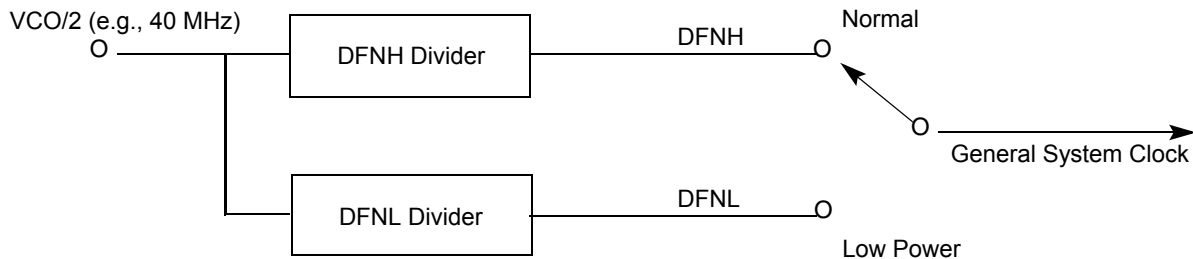 VCO/2 (e.g., 40 MHz)
Normal
DFNH Divider
DFNH
General System Clock
DFNL Divider
DFNL
Low Power